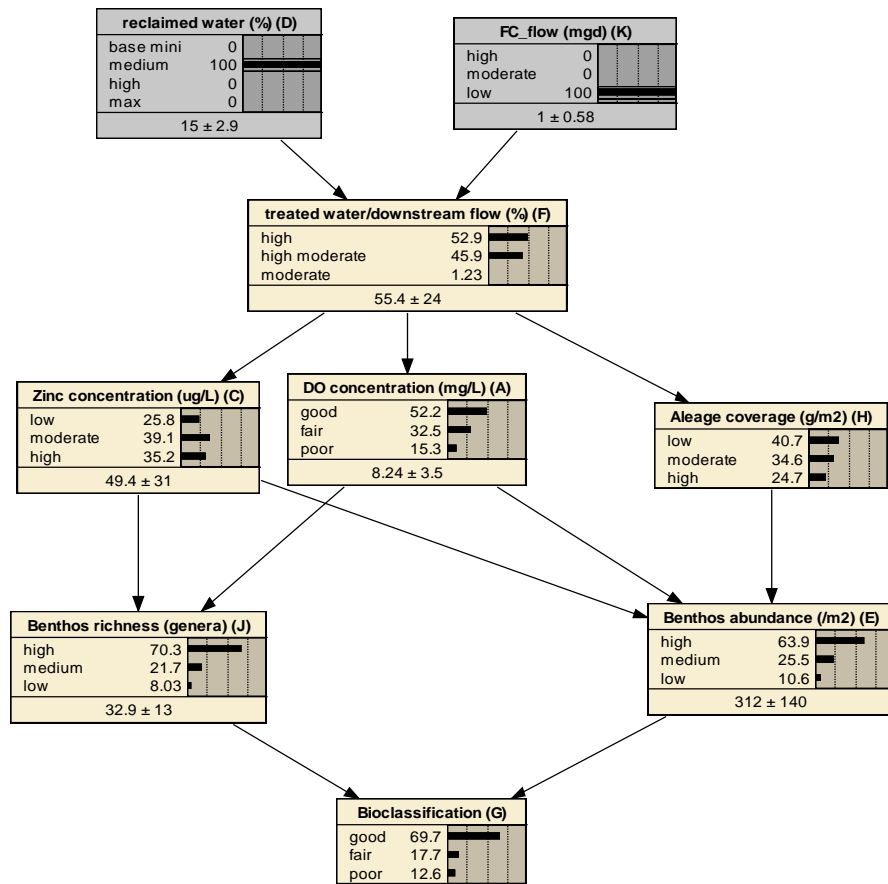 reclaimed water (%) (D)
base mini 0
medium 100
high 0
max 0
15 ± 2.9
FC_flow (mgd) (K)
high 0
moderate 0
low 100
1 ± 0.58
treated water/downstream flow (%) (F)
high 52.9
high moderate 45.9
moderate 1.23
55.4 ± 24
Zinc concentration (ug/L) (C)
low 25.8
moderate 39.1
high 35.2
49.4 ± 31
DO concentration (mg/L) (A)
good 52.2
fair 32.5
poor 15.3
8.24 ± 3.5
Aleage coverage (g/m2) (H)
low 40.7
moderate 34.6
high 24.7
Benthos richness (genera) (J)
high 70.3
medium 21.7
low 8.03
32.9 ± 13
Benthos abundance (/m2) (E)
high 63.9
medium 25.5
low 10.6
312 ± 140
Bioclassification (G)
good 69.7
fair 17.7
poor 12.6